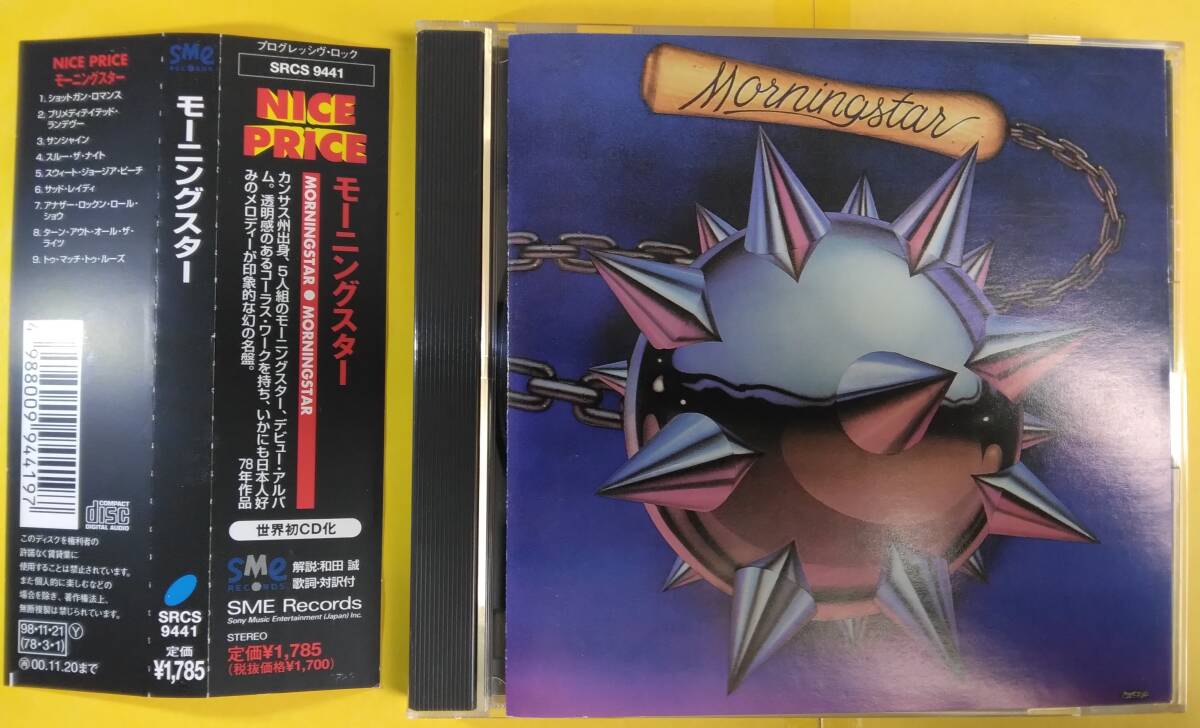 NICE PRICE
モーニングスター
1. ショットガン・ロマンス
2. プリメディテイテッド・
ランデヴー
3. サンシャイン
4. スルー・ザ・ナイト
5. スウィート・ジョージア・ピーチ
6. サッド・レイディ
7. アナザー・ロックン・ロール・
ショウ
8. ターン・アウト・オール・ザ・
ライツ
9. トゥ・マッチ・トゥ・ルーズ
4 988009 944197
COMPACT
disc
DIGITAL AUDIO
このディスクを権利者の
許諾なく賃貸業に
使用することは禁止されています。
また個人的に楽しむなどの
場合を除き、著作権法上、
無断複製は禁じられています。
98・11・21 Y
(78・3・1)
再 00.11.20まで
SMe
RECORDS
モーニングスター
SRCS
9441
定価
¥1,785
プログレッシヴ・ロック
SRCS 9441
NICE
PRICE
モーニングスター
MORNINGSTAR ● MORNINGSTAR
カンサス州出身、5人組のモーニングスター、デビュー・アルバ
ム。透明感のあるコーラス・ワークを持ち、いかにも日本人好
みのメロディーが印象的な幻の名盤。
78年作品
世界初CD化
SMe
RECORDS
解説:和田 誠
歌詞・対訳付
SME Records
Sony Music Entertainment (Japan) Inc.
STEREO
定価¥1,785
(税抜価格¥1,700)
Morningstar